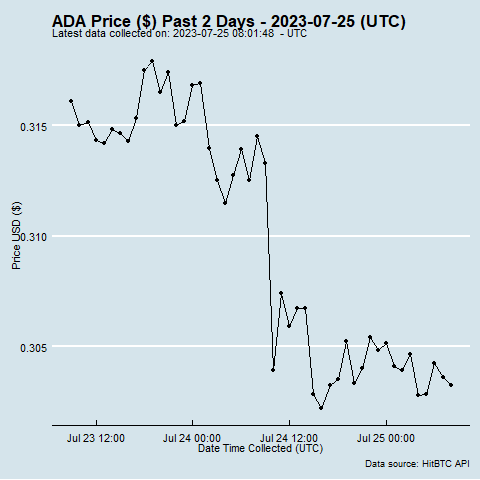 ADA Price ($) Past 2 Days - 2023-07-25 (UTC)
Latest data collected on: 2023-07-25 08:01:48 - UTC
0.315
0.310
0.305
Price USD ($)
Jul 23 12:00 Jul 24 00:00 Jul 24 12:00 Jul 25 00:00
Date Time Collected (UTC)
Data source: HitBTC API